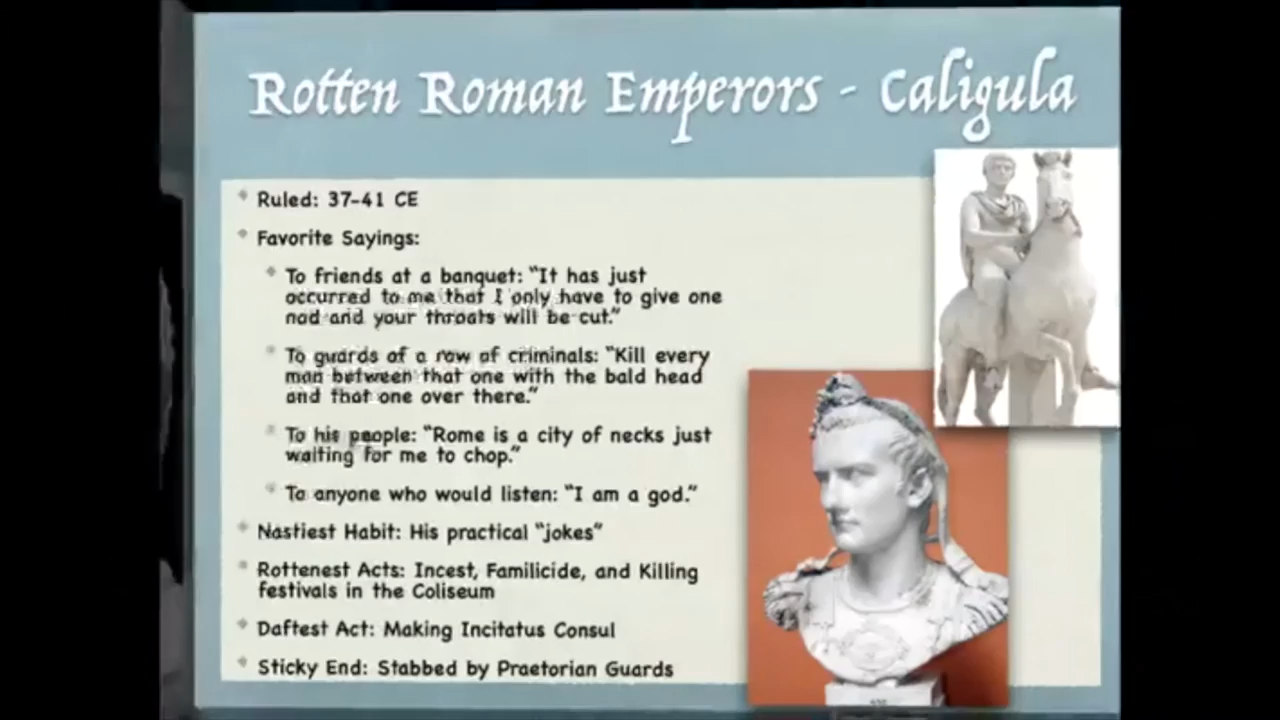 Rotten Roman Emperors - Caligula
Ruled: 37-41 CE
Favorite Sayings:
To friends at a banquet: “It has just
occurred to me that I only have to give one
nod and your throats will be cut.”
To guards of a row of criminals: “Kill every
man between that one with the bald head
and that one over there.”
To his people: “Rome is a city of necks just
waiting for me to chop.”
To anyone who would listen: “I am a god.”
Nastiest Habit: His practical “jokes”
Rottenest Acts: Incest, Familicide, and Killing
festivals in the Coliseum
Daftest Act: Making Incitatus Consul
Sticky End: Stabbed by Praetorian Guards